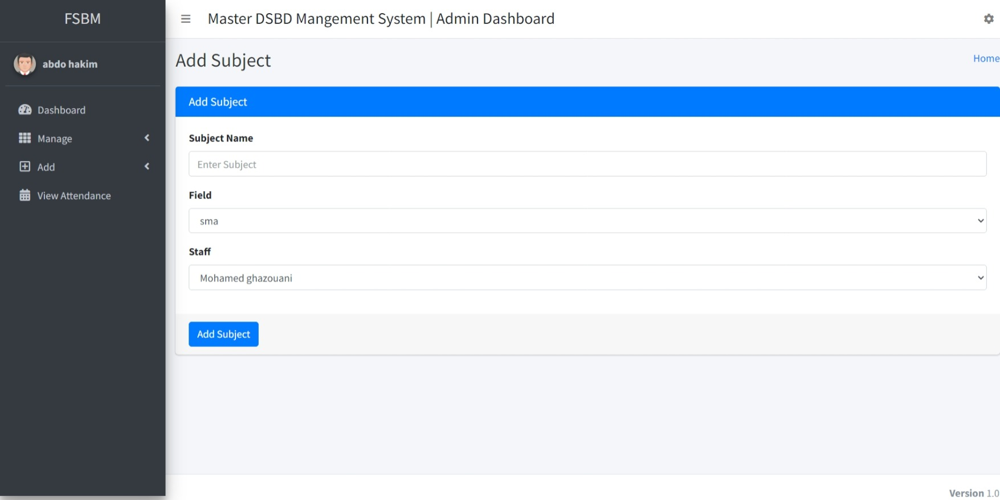 FSBM
Master DSBD Mangement System | Admin Dashboard
abdo hakim
Dashboard
Manage
Add
View Attendance
Add Subject
Home
Add Subject
Subject Name
Enter Subject
Field
sma
Staff
Mohamed ghazouani
Add Subject
Version 1.0